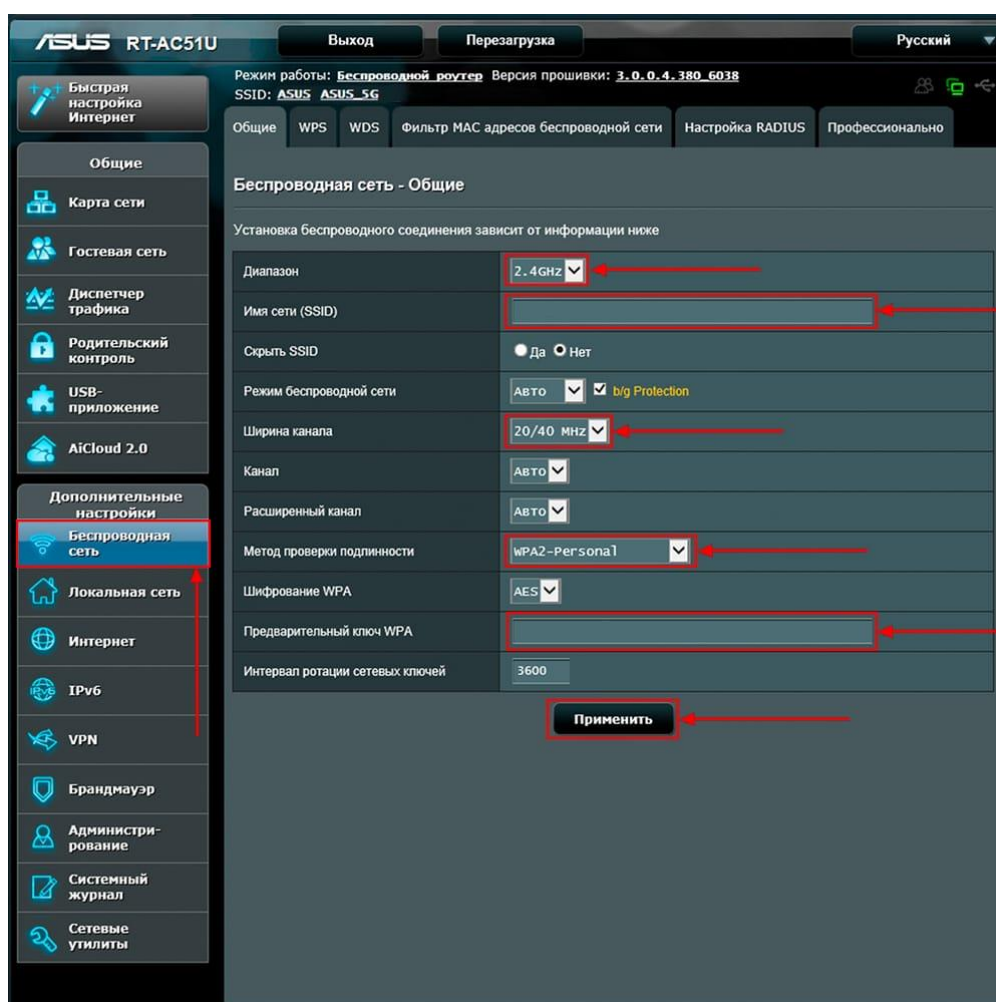 ASUS RT-AC51U
Выход
Перезагрузка
Русский
Быстрая
настройка
Интернет
Режим работы: Беспроводной роутер Версия прошивки: 3.0.0.4.380_6038
SSID: ASUS ASUS_5G
Общие
WPS
WDS
Фильтр MAC адресов беспроводной сети
Настройка RADIUS
Профессионально
Общие
Карта сети
Гостевая сеть
Диспетчер
трафика
Родительский
контроль
USB-
приложение
AiCloud 2.0
Дополнительные
настройки
Беспроводная
сеть
Локальная сеть
Интернет
IPv6
VPN
Брандмауэр
Администри-
рование
Системный
журнал
Сетевые
утилиты
Беспроводная сеть - Общие
Установка беспроводного соединения зависит от информации ниже
Диапазон 2.4GHz
Имя сети (SSID)
Скрыть SSID Да Нет
Режим беспроводной сети Авто b/g Protection
Ширина канала 20/40 MHz
Канал Авто
Расширенный канал Авто
Метод проверки подлинности WPA2-Personal
Шифрование WPA AES
Предварительный ключ WPA
Интервал ротации сетевых ключей 3600
Применить
IPv6